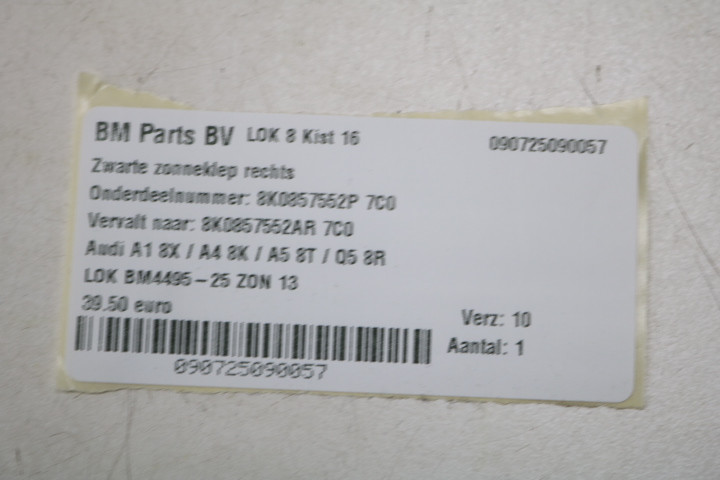 BM Parts BV LOK 8 Kist 16 090725090057
Zwarte zonneklep rechts
Onderdeelnummer: 8K0857552P 7C0
Vervalt naar: 8K0857552AR 7C0
Audi A1 8X / A4 8K / A5 8T / Q5 8R
LOK BM4495-25 ZON 13
39.50 euro
Verz: 10
Aantal: 1
090725090057